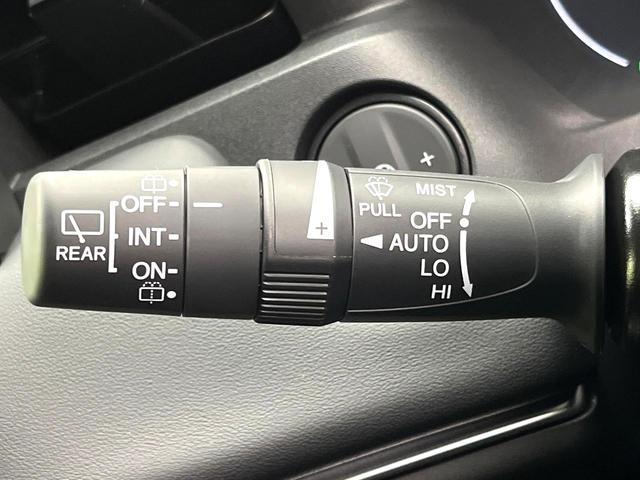 OFF
INT
REAR
ON
+
MIST
PULL
OFF
AUTO
LO
HI
+